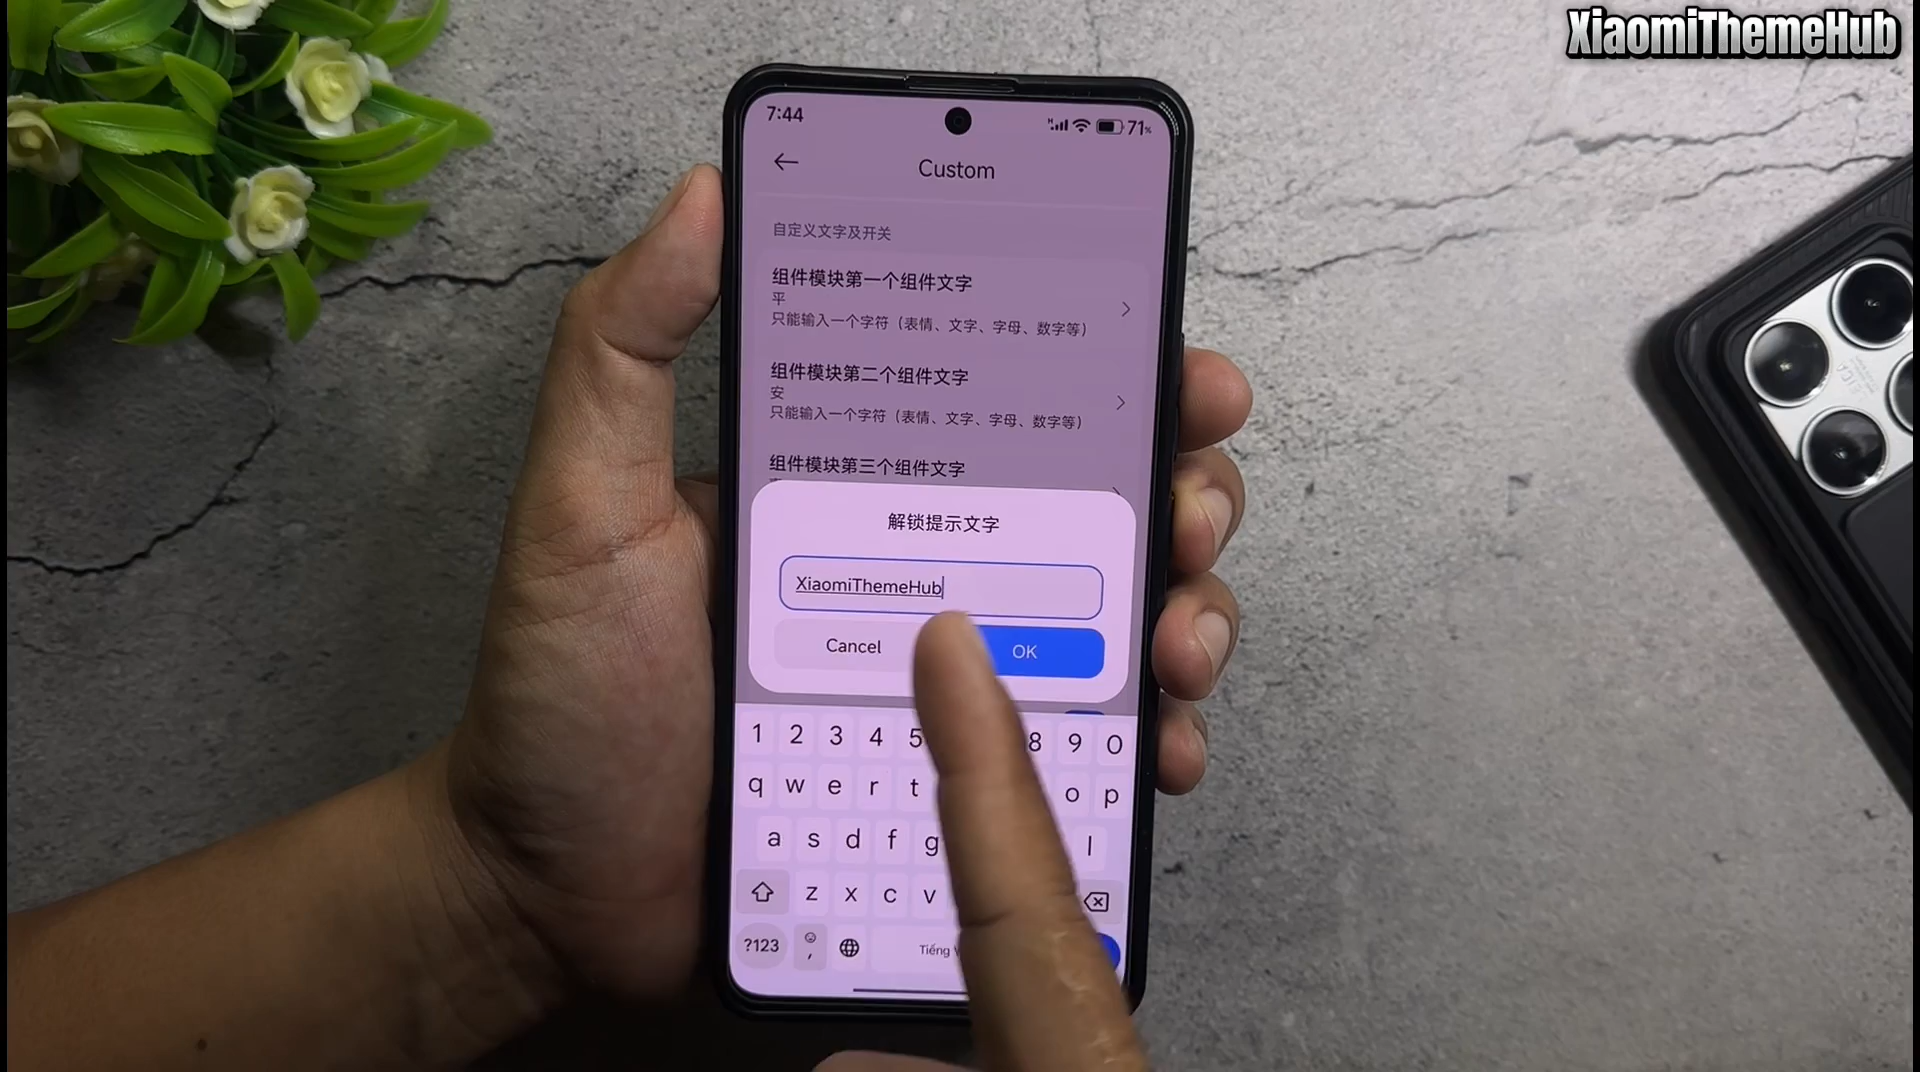 XiaomiThemeHub
7:44
71%
Custom
自定义文字及开关
组件模块第一个组件文字
平
只能输入一个字符（表情、文字、字母、数字等）
组件模块第二个组件文字
安
只能输入一个字符（表情、文字、字母、数字等）
组件模块第三个组件文字
解锁提示文字
XiaomiThemeHub
Cancel
OK
1 2 3 4 5 8 9 0
q w e r t o p
a s d f g l
z x c v
?123 , Tiếng